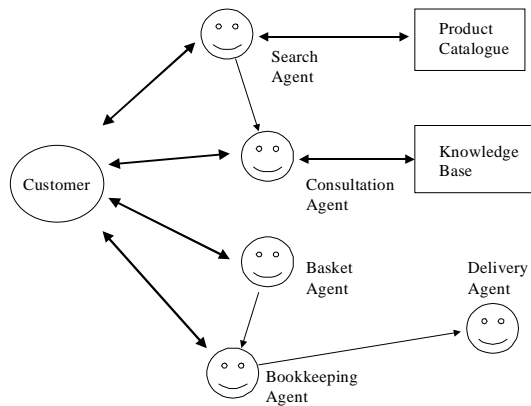 Product
Catalogue
Search
Agent
Customer
Knowledge
Base
Consultation
Agent
Basket
Agent
Delivery
Agent
Bookkeeping
Agent